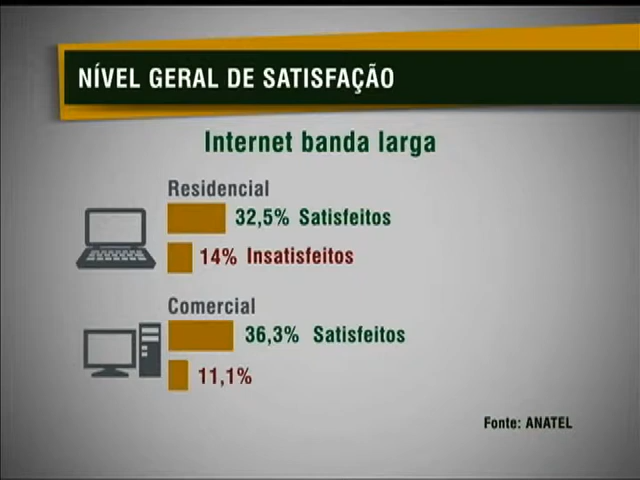 NÍVEL GERAL DE SATISFAÇÃO
Internet banda larga
Residencial
32,5% Satisfeitos
14% Insatisfeitos
Comercial
36,3% Satisfeitos
11,1%
Fonte: ANATEL